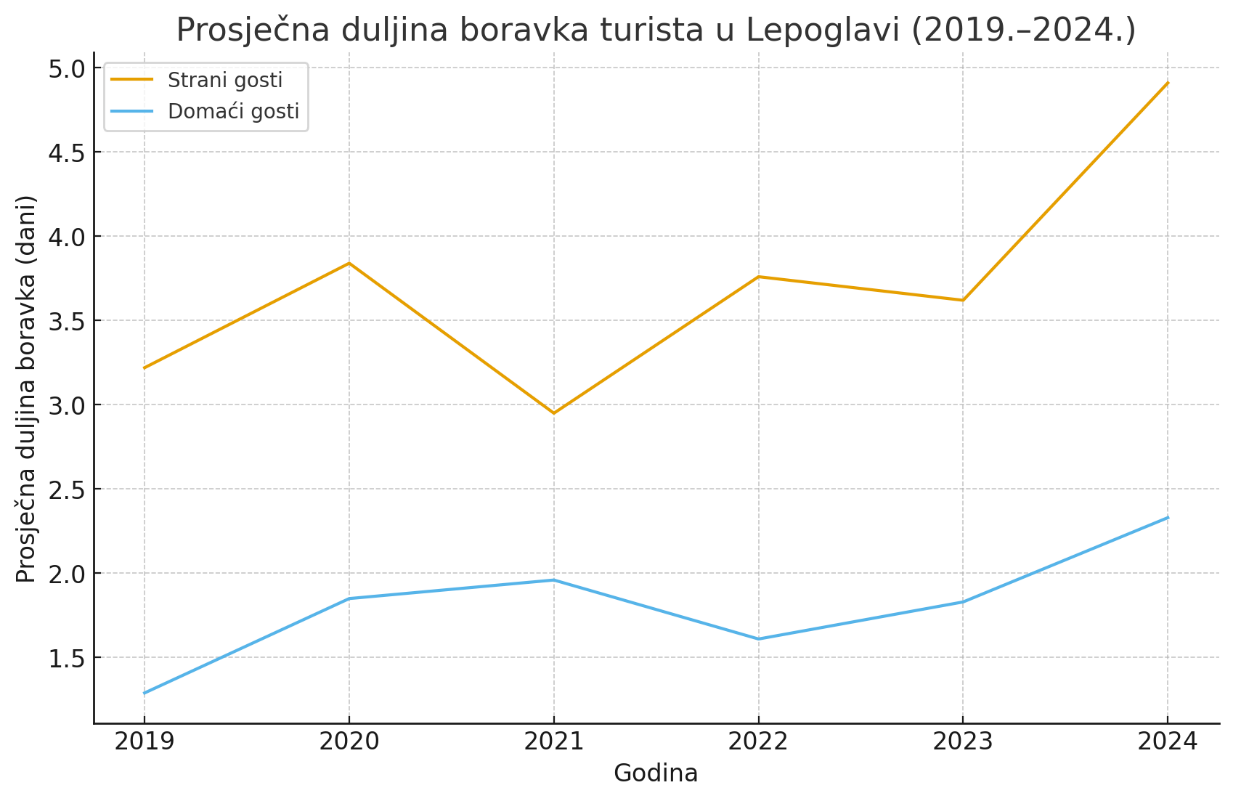 Prosječna duljina boravka turista u Lepoglavi (2019.–2024.)
Strani gosti
Domaći gosti
Prosječna duljina boravka (dani)
5.0
4.5
4.0
3.5
3.0
2.5
2.0
1.5
2019 2020 2021 2022 2023 2024
Godina